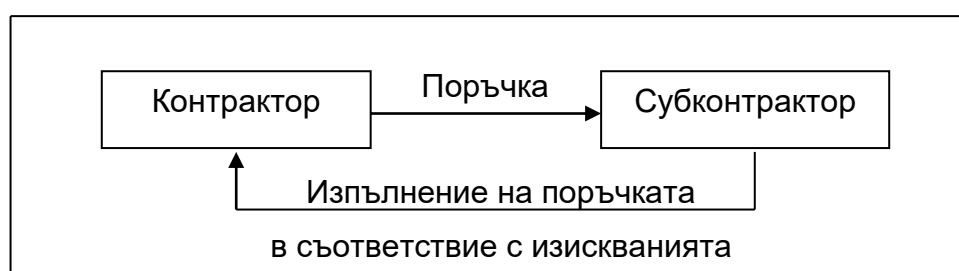 Контрактор
Поръчка
Субконтрактор
Изпълнение на поръчката
в съответствие с изискванията